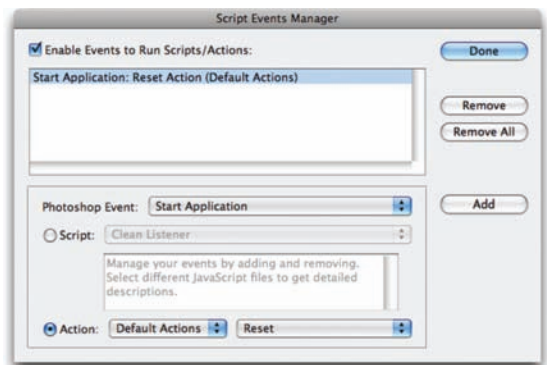 Script Events Manager
Enable Events to Run Scripts/Actions:
Done
Start Application: Reset Action (Default Actions)
Remove
Remove All
Photoshop Event: Start Application
Add
Script: Clean Listener
Manage your events by adding and removing.
Select different JavaScript files to get detailed
descriptions.
Action: Default Actions Reset